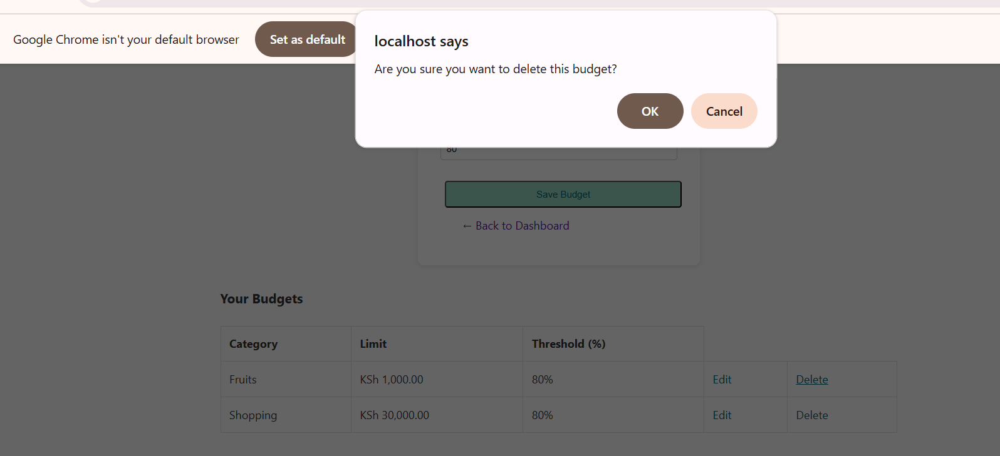 Google Chrome isn't your default browser
Set as default
localhost says
Are you sure you want to delete this budget?
OK
Cancel
80
Save Budget
← Back to Dashboard
Your Budgets
Category Limit Threshold (%)
Fruits KSh 1,000.00 80% Edit Delete
Shopping KSh 30,000.00 80% Edit Delete